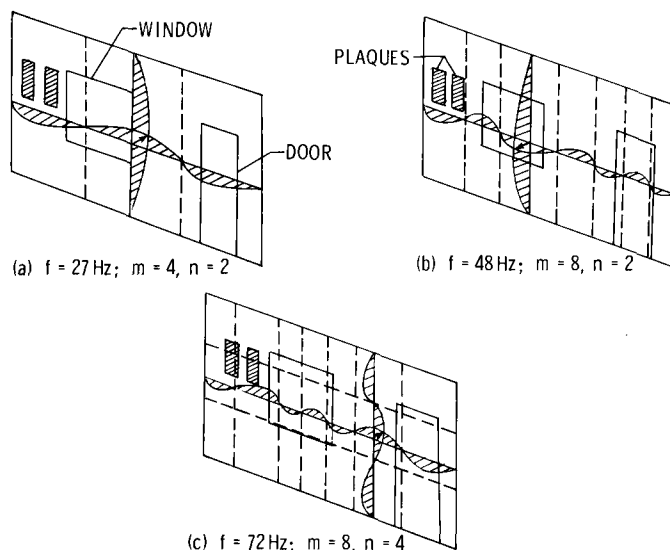 WINDOW
DOOR
(a) f = 27 Hz; m = 4, n = 2
PLAQUES
(b) f = 48 Hz; m = 8, n = 2
(c) f = 72 Hz; m = 8, n = 4